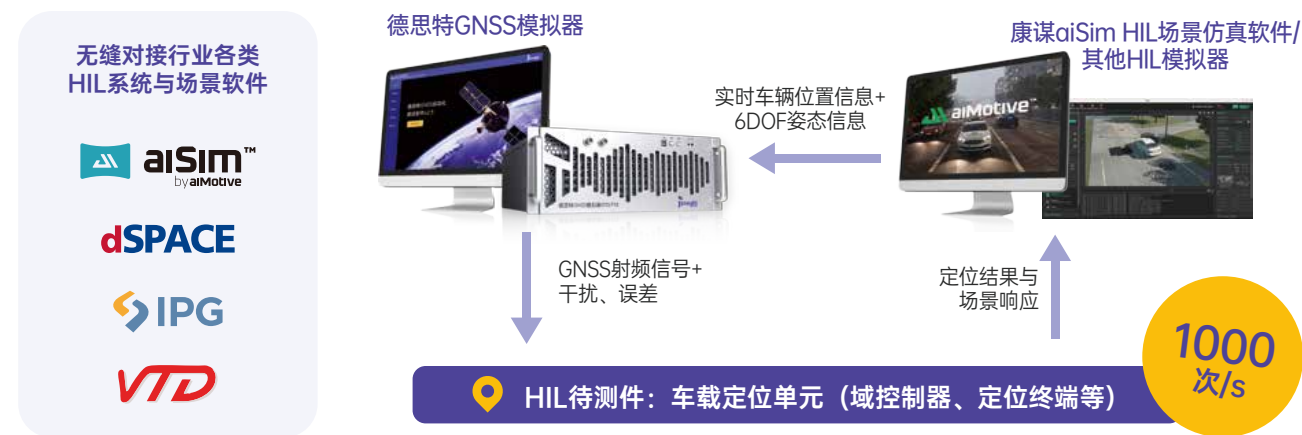 无缝对接行业各类
HIL系统与场景软件
aiSim™
by aiMotive
dSPACE
IPG
VTD
德思特GNSS模拟器
实时车辆位置信息+
6DOF姿态信息
康谋aiSim HIL场景仿真软件/
其他HIL模拟器
aiMotive
GNSS射频信号+
干扰、误差
定位结果与
场景响应
1000
次/s
HIL待测件：车载定位单元（域控制器、定位终端等）